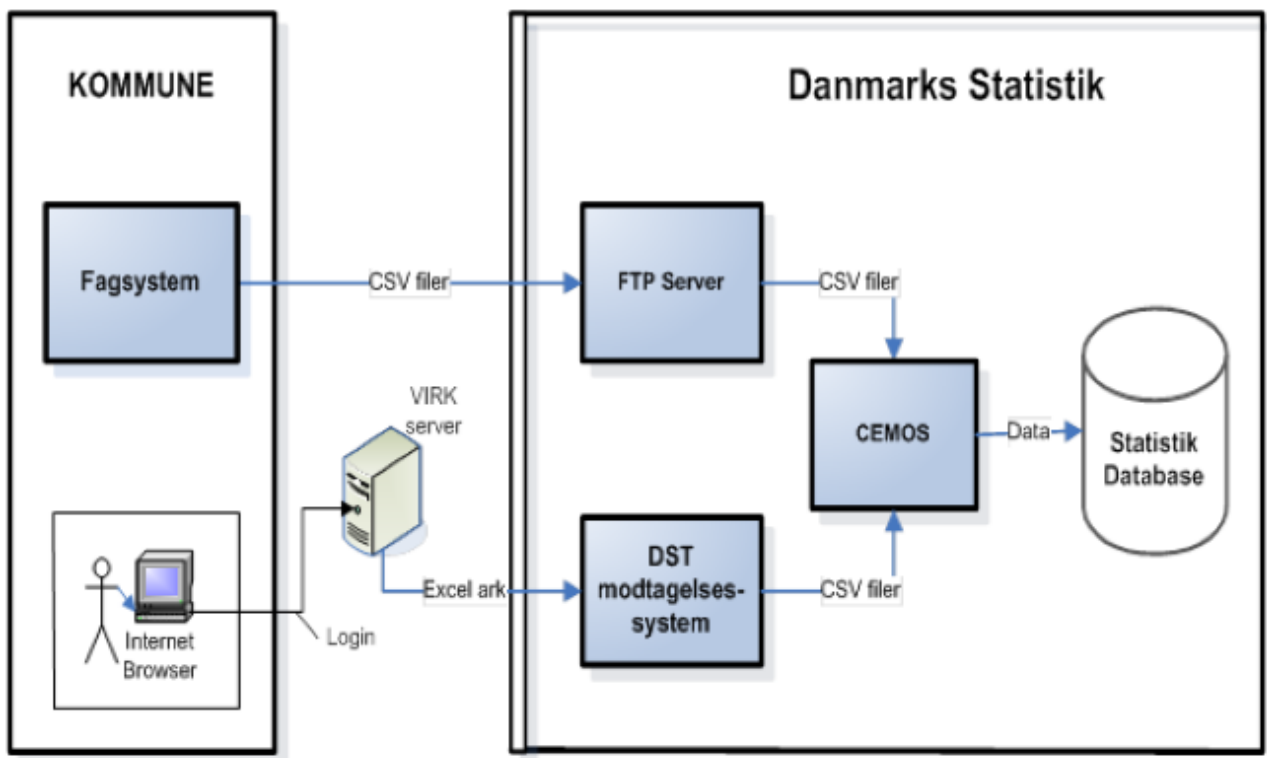 KOMMUNE
Danmarks Statistik
Fagsystem
CSV filer
FTP Server
CSV filer
VIRK
server
CEMOS
Data
Statistik
Database
Internet
Browser
Login
Excel ark
DST
modtagelses-
system
CSV filer